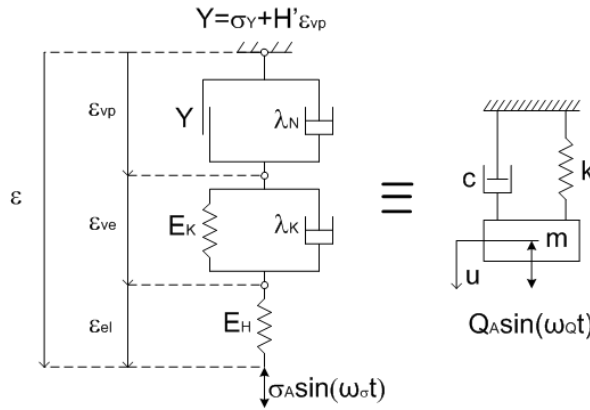 Y=σY+H'εvp
εvp
Y
λN
ε
εve
EK
λK
≡
c
k
m
u
εel
EH
QAsin(ωQt)
σAsin(ωσt)